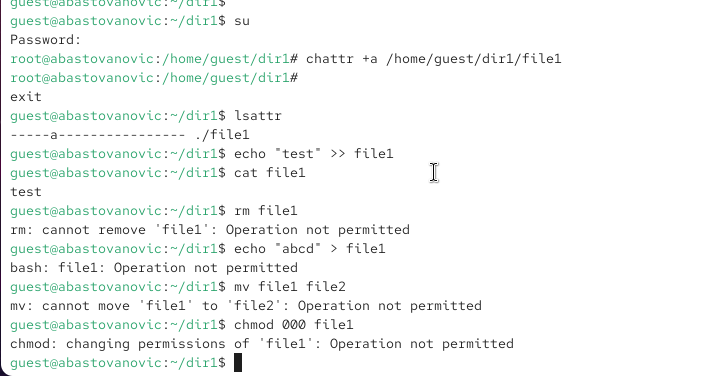 guest@abastovanovic:~/dir1$
guest@abastovanovic:~/dir1$ su
Password:
root@abastovanovic:/home/guest/dir1# chattr +a /home/guest/dir1/file1
root@abastovanovic:/home/guest/dir1#
exit
guest@abastovanovic:~/dir1$ lsattr
-----a---------------- ./file1
guest@abastovanovic:~/dir1$ echo "test" >> file1
guest@abastovanovic:~/dir1$ cat file1
test
guest@abastovanovic:~/dir1$ rm file1
rm: cannot remove 'file1': Operation not permitted
guest@abastovanovic:~/dir1$ echo "abcd" > file1
bash: file1: Operation not permitted
guest@abastovanovic:~/dir1$ mv file1 file2
mv: cannot move 'file1' to 'file2': Operation not permitted
guest@abastovanovic:~/dir1$ chmod 000 file1
chmod: changing permissions of 'file1': Operation not permitted
guest@abastovanovic:~/dir1$